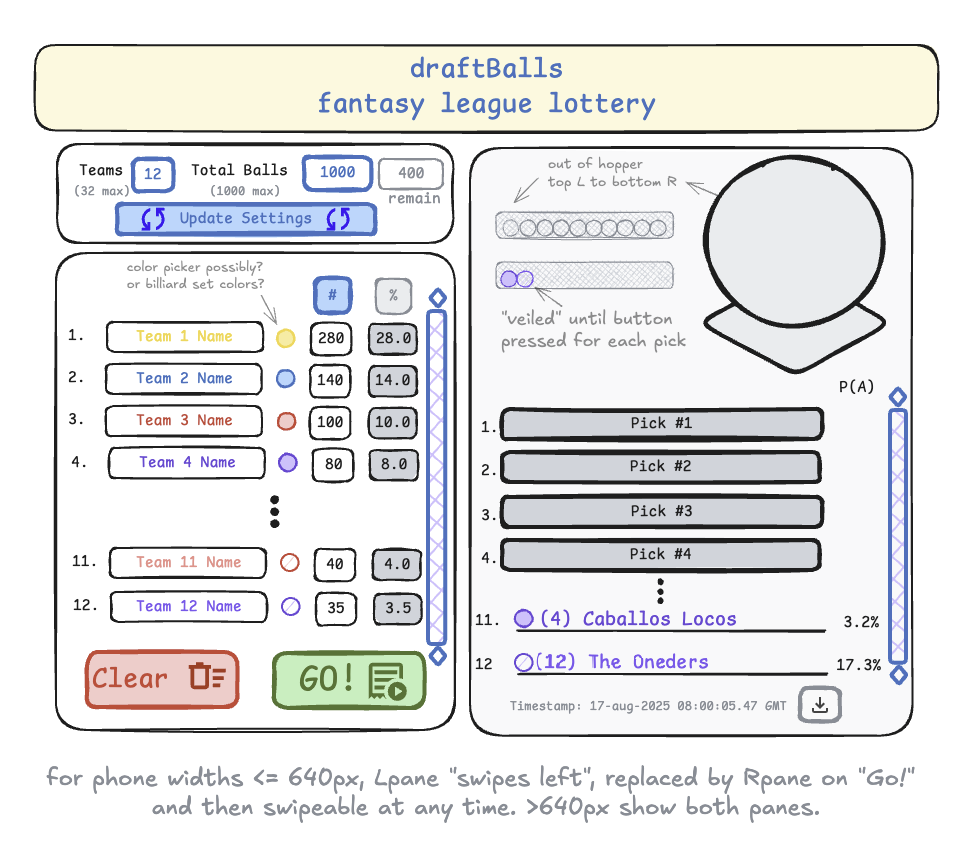 draftBalls
fantasy league lottery
Teams 12 Total Balls 1000 400
(32 max) (1000 max) remain
Update Settings
color picker possibly?
or billiard set colors?
# %
1. Team 1 Name 280 28.0
2. Team 2 Name 140 14.0
3. Team 3 Name 100 10.0
4. Team 4 Name 80 8.0
11. Team 11 Name 40 4.0
12. Team 12 Name 35 3.5
Clear GO!
out of hopper
top L to bottom R
"veiled" until button
pressed for each pick
P(A)
1. Pick #1
2. Pick #2
3. Pick #3
4. Pick #4
11. (4) Caballos Locos 3.2%
12 (12) The Oneders 17.3%
Timestamp: 17-aug-2025 08:00:05.47 GMT
for phone widths <= 640px, Lpane "swipes left", replaced by Rpane on "Go!"
and then swipeable at any time. >640px show both panes.